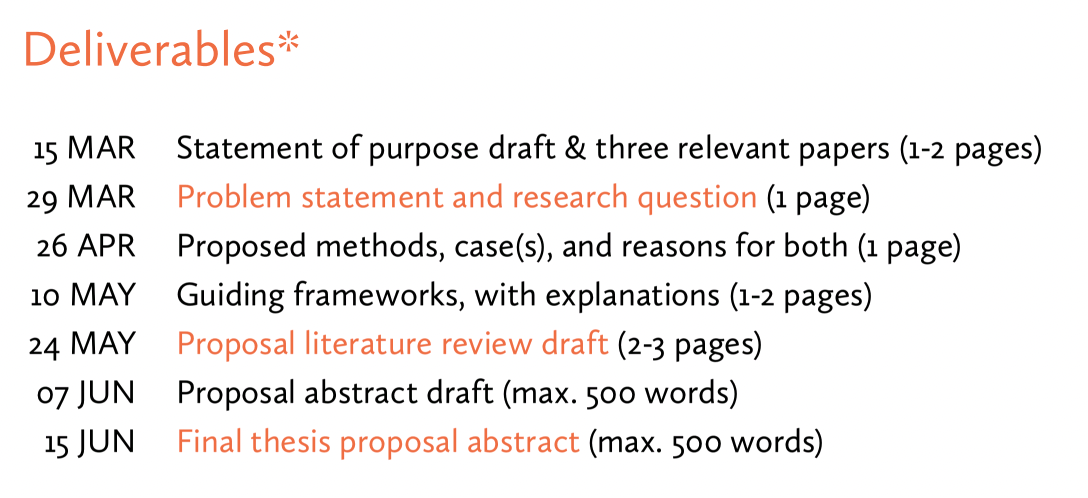 Deliverables*
15 MAR Statement of purpose draft & three relevant papers (1-2 pages)
29 MAR Problem statement and research question (1 page)
26 APR Proposed methods, case(s), and reasons for both (1 page)
10 MAY Guiding frameworks, with explanations (1-2 pages)
24 MAY Proposal literature review draft (2-3 pages)
07 JUN Proposal abstract draft (max. 500 words)
15 JUN Final thesis proposal abstract (max. 500 words)